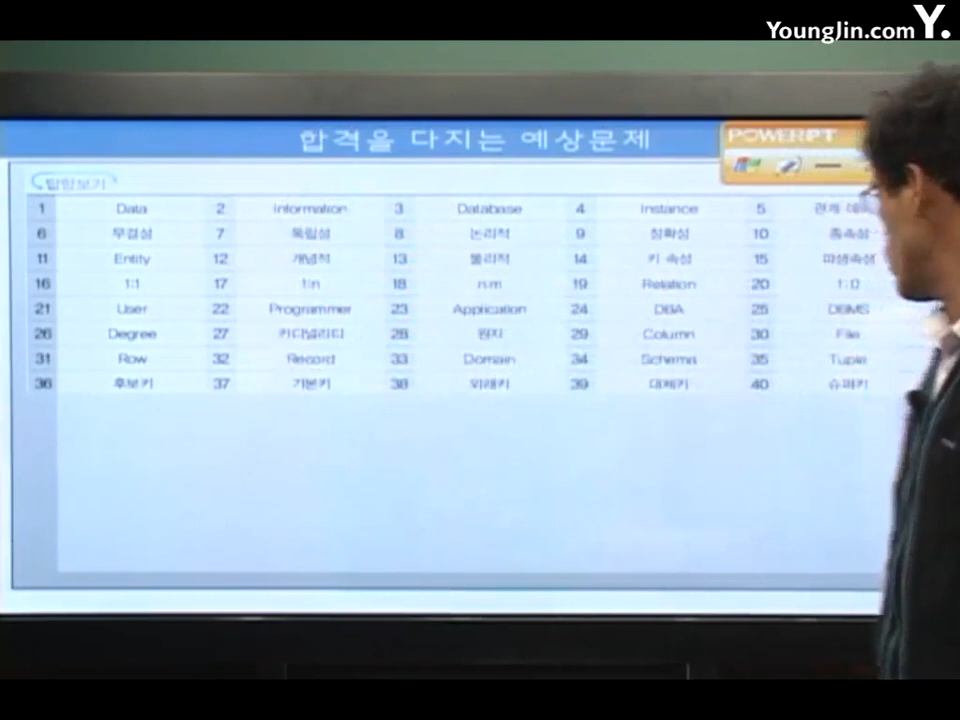 YoungJin.com Y.
합격을 다지는 예상문제
POWERPT
답항보기
1 Data 2 Information 3 Database 4 Instance 5 관계
6 무결성 7 독립성 8 논리적 9 정확성 10 종속성
11 Entity 12 개념적 13 물리적 14 키 속성 15 파생속성
16 1:1 17 1:n 18 n:m 19 Relation 20 1:0
21 User 22 Programmer 23 Application 24 DBA 25 DBMS
26 Degree 27 카디널리티 28 원자 29 Column 30 File
31 Row 32 Record 33 Domain 34 Schema 35 Tuple
36 후보키 37 기본키 38 외래키 39 대체키 40 슈퍼키